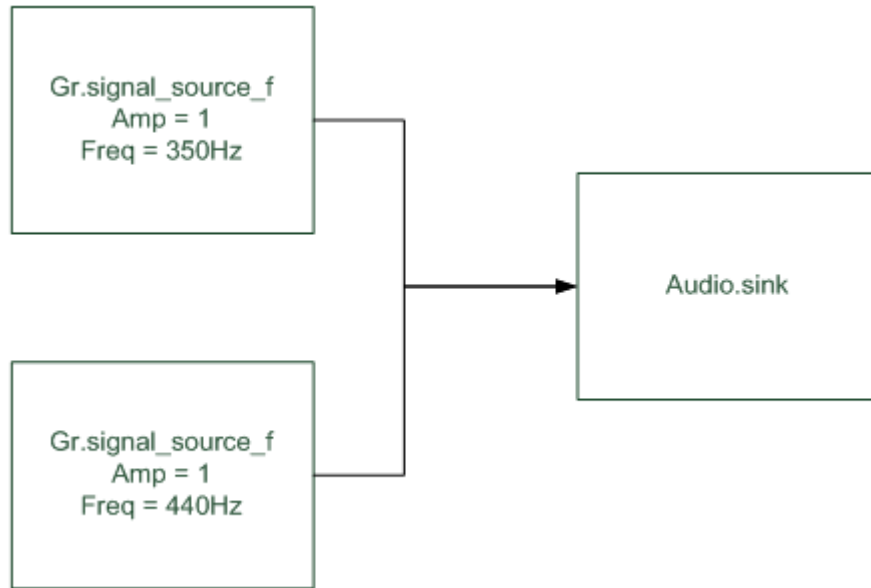 Gr.signal_source_f
Amp = 1
Freq = 350Hz
Audio.sink
Gr.signal_source_f
Amp = 1
Freq = 440Hz